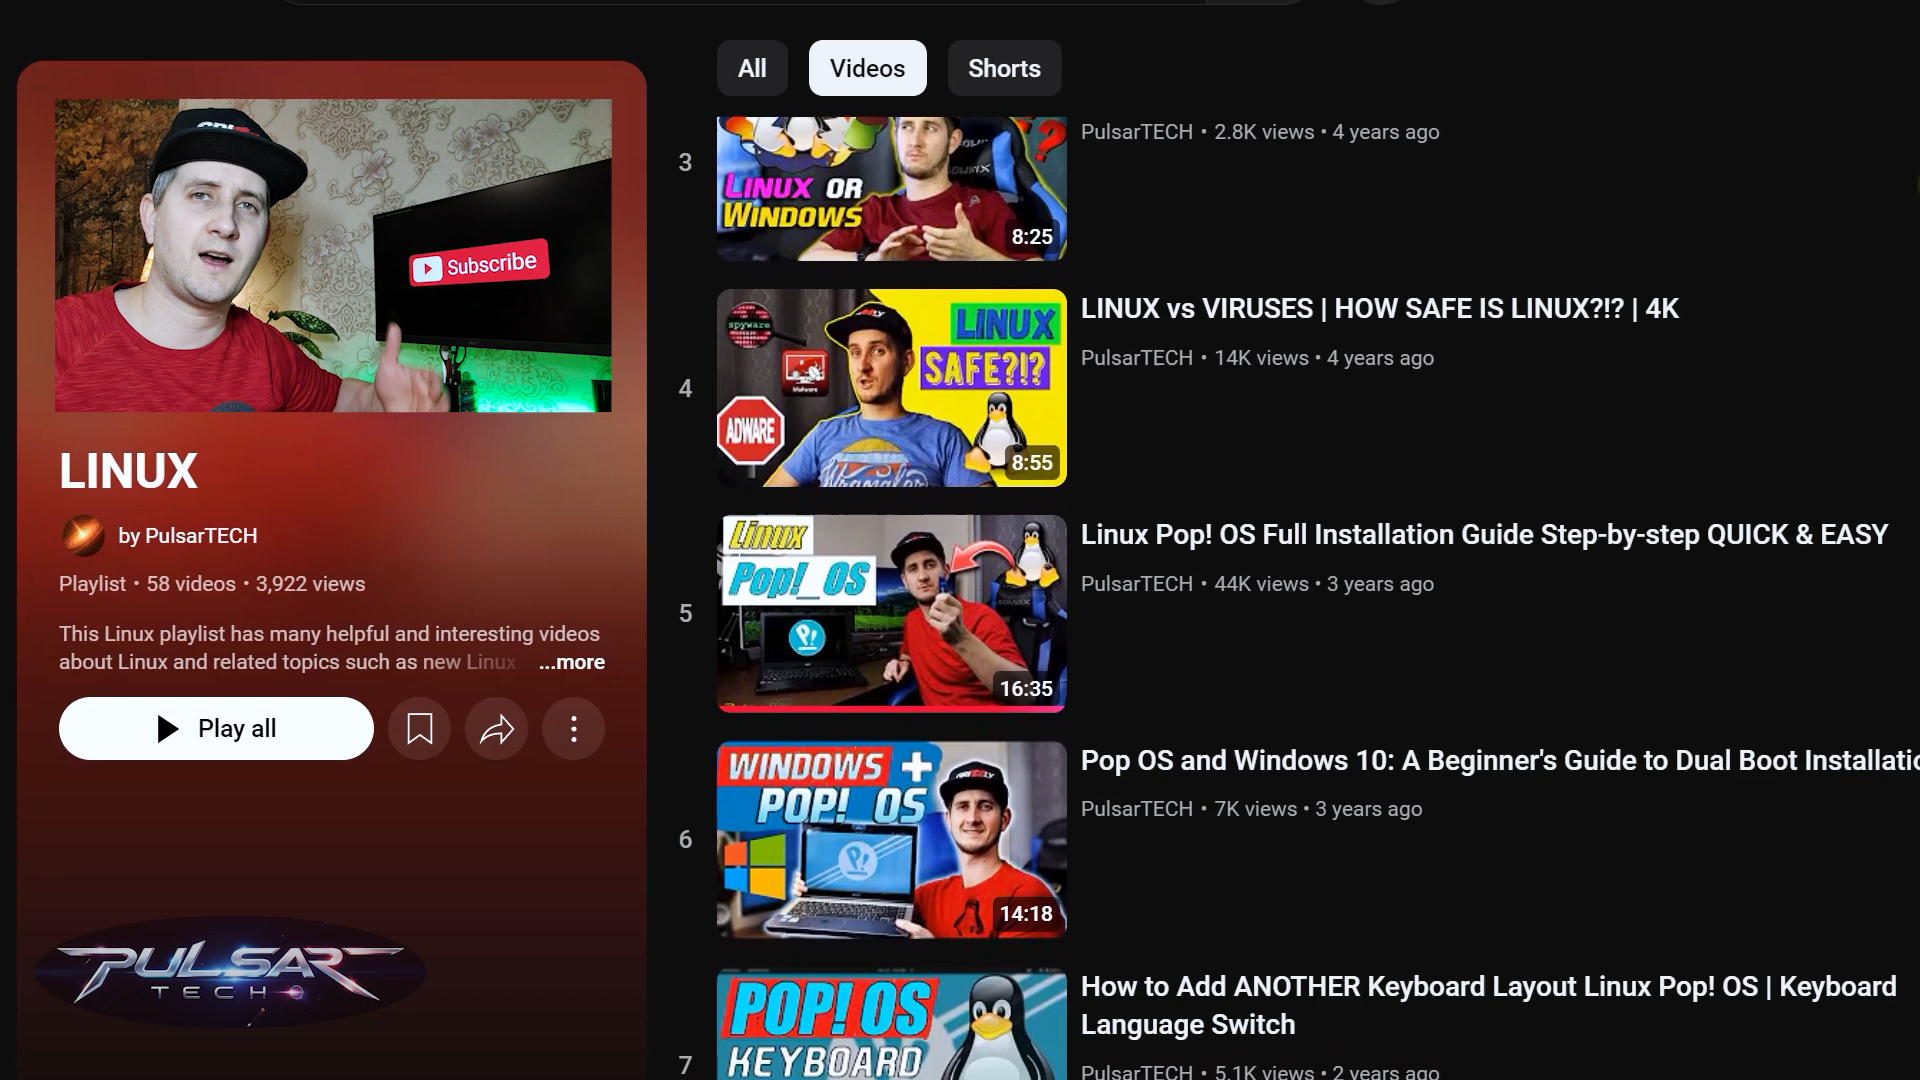 All
Videos
Shorts
Subscribe
LINUX
by PulsarTECH
Playlist • 58 videos • 3,922 views
This Linux playlist has many helpful and interesting videos
about Linux and related topics such as new Linux ...more
Play all
PULSAR
TECH
3
LINUX OR
WINDOWS
8:25
PulsarTECH • 2.8K views • 4 years ago
4
spyware
Malware
ADWARE
LINUX
SAFE?!?
Wrangler
8:55
LINUX vs VIRUSES | HOW SAFE IS LINUX?!? | 4K
PulsarTECH • 14K views • 4 years ago
5
Linux
Pop!_OS
16:35
Linux Pop! OS Full Installation Guide Step-by-step QUICK & EASY
PulsarTECH • 44K views • 3 years ago
6
WINDOWS +
POP!_OS
GRIZZLY
14:18
Pop OS and Windows 10: A Beginner's Guide to Dual Boot Installatio
PulsarTECH • 7K views • 3 years ago
7
POP!_OS
KEYBOARD
How to Add ANOTHER Keyboard Layout Linux Pop! OS | Keyboard
Language Switch
PulsarTECH • 5.1K views • 2 years ago